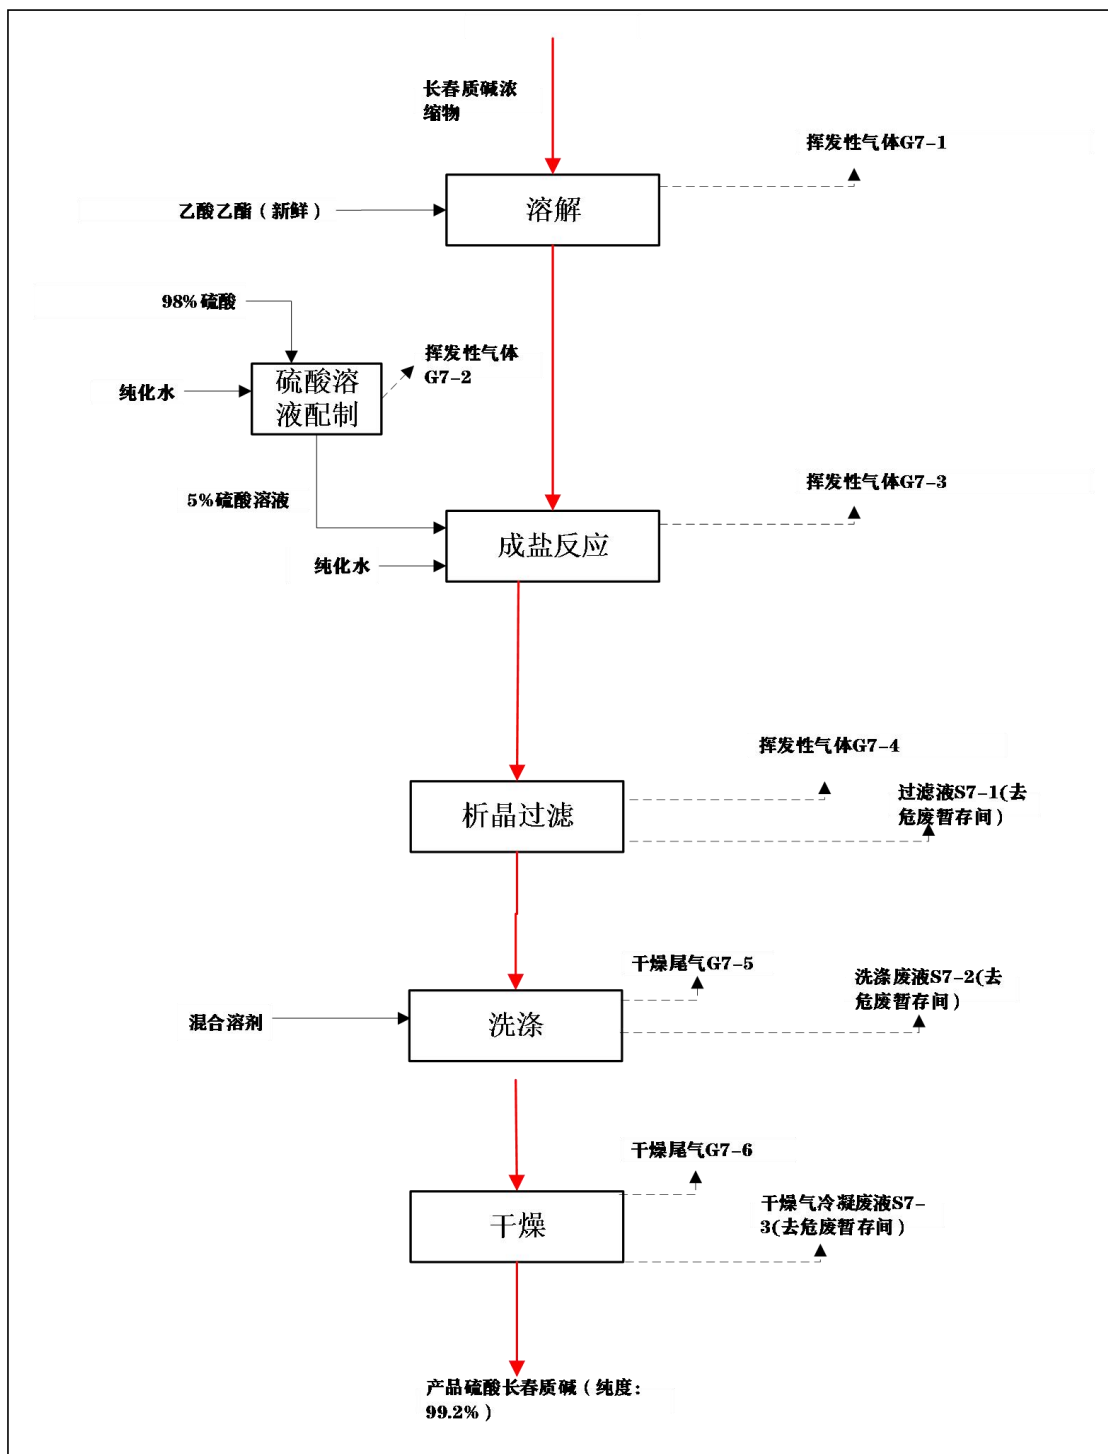 长春质碱浓
缩物
挥发性气体G7-1
溶解
乙酸乙酯（新鲜）
98%硫酸
挥发性气体
G7-2
硫酸溶
液配制
纯化水
挥发性气体G7-3
5%硫酸溶液
成盐反应
纯化水
挥发性气体G7-4
过滤液S7-1(去
危废暂存间）
析晶过滤
干燥尾气G7-5
洗涤废液S7-2(去
危废暂存间）
混合溶剂
洗涤
干燥尾气G7-6
干燥气冷凝废液S7-
3(去危废暂存间）
干燥
产品硫酸长春质碱（纯度：
99.2%）